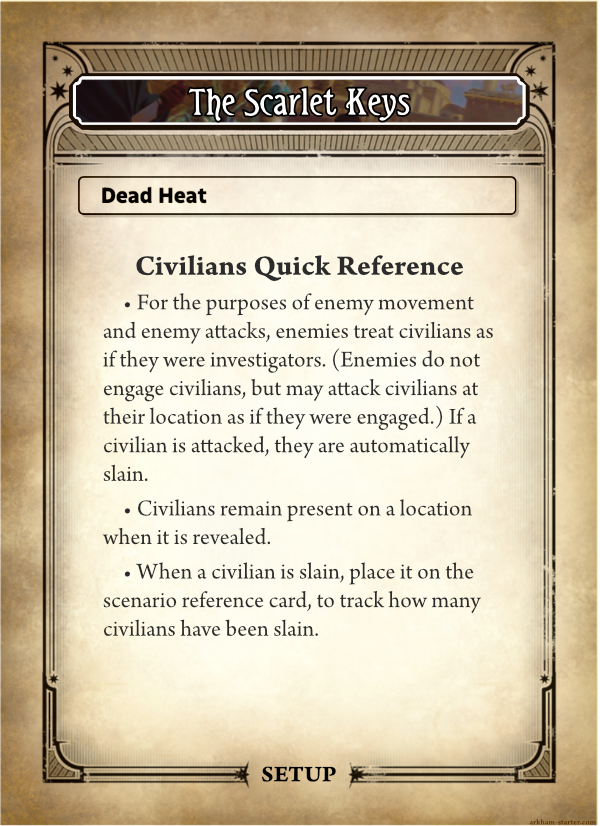 The Scarlet Keys
Dead Heat
Civilians Quick Reference
• For the purposes of enemy movement
and enemy attacks, enemies treat civilians as
if they were investigators. (Enemies do not
engage civilians, but may attack civilians at
their location as if they were engaged.) If a
civilian is attacked, they are automatically
slain.
• Civilians remain present on a location
when it is revealed.
• When a civilian is slain, place it on the
scenario reference card, to track how many
civilians have been slain.
SETUP
arkham-starter.com